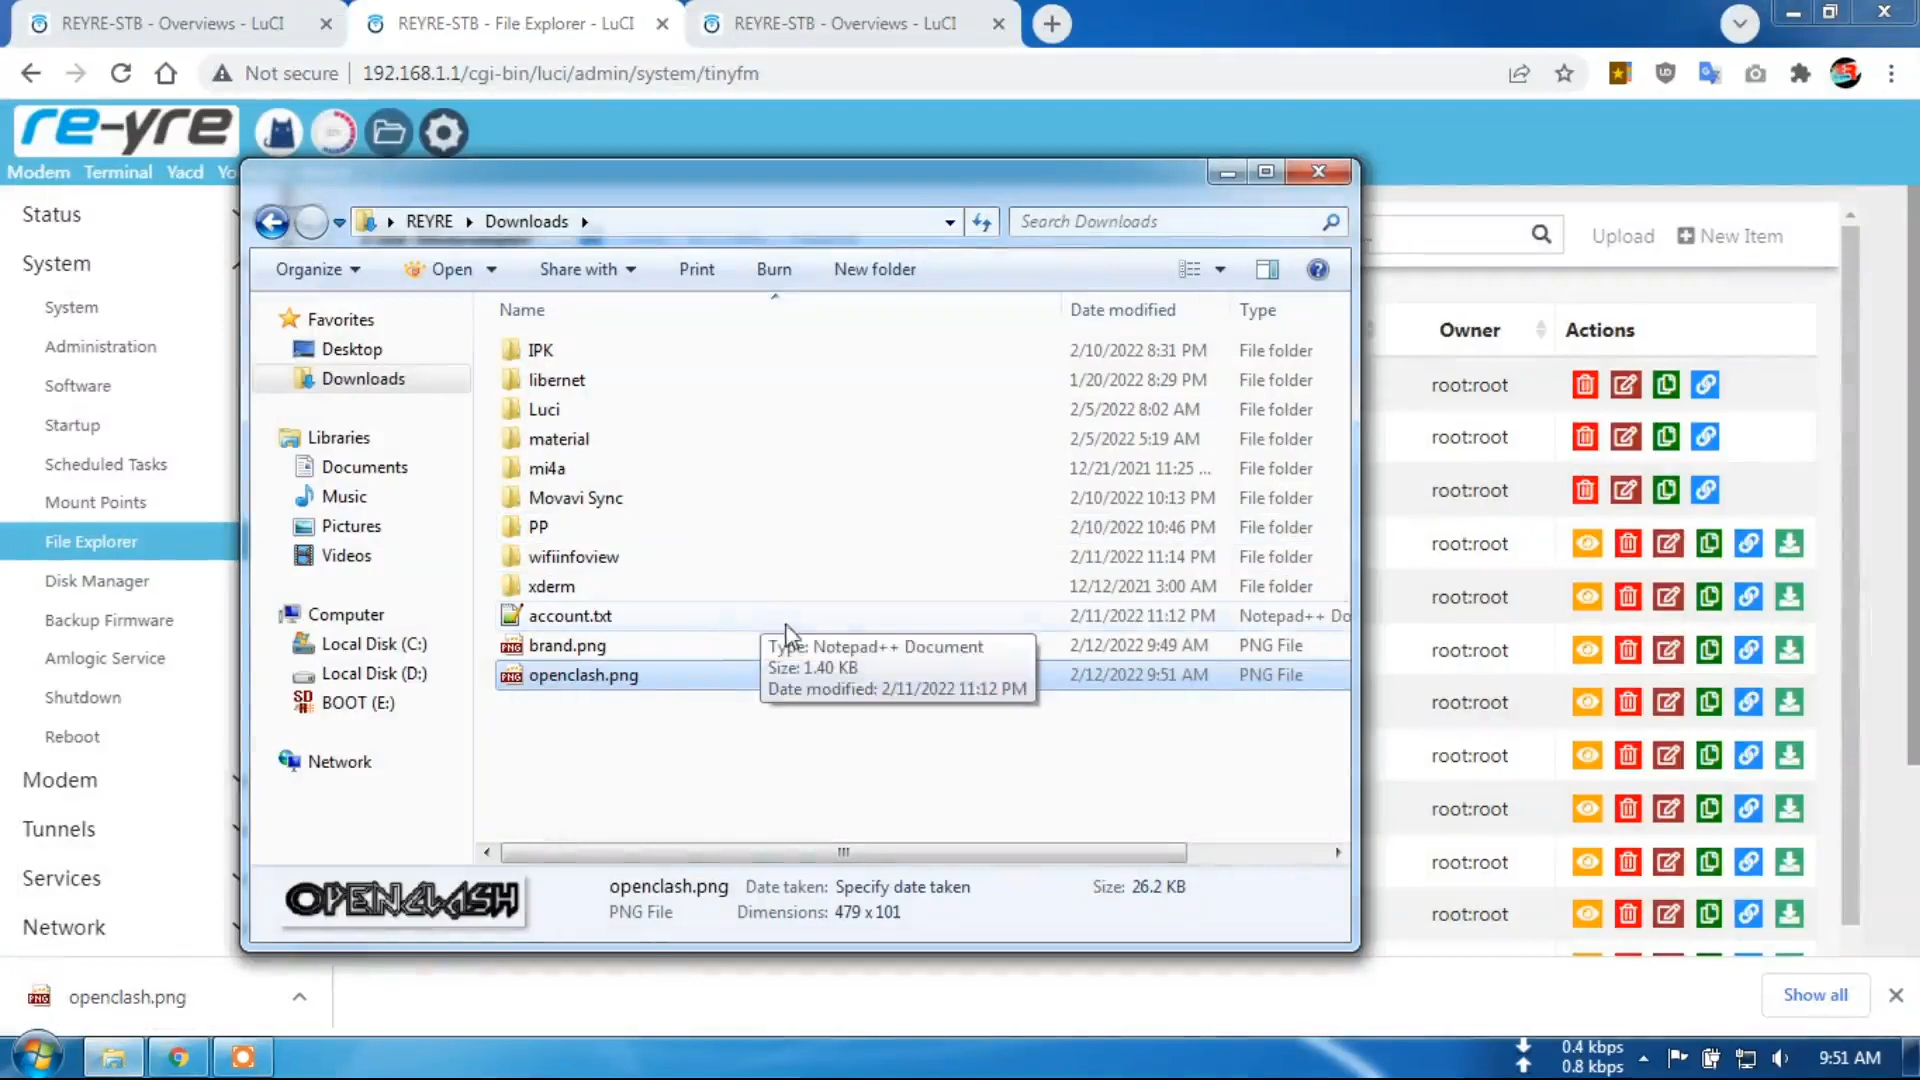 REYRE-STB - Overviews - LuCI
REYRE-STB - File Explorer - LuCI
REYRE-STB - Overviews - LuCI
Not secure
192.168.1.1/cgi-bin/luci/admin/system/tinyfm
re-yre
Modem Terminal Yacd Yo
Status
System
System
Administration
Software
Startup
Scheduled Tasks
Mount Points
File Explorer
Disk Manager
Backup Firmware
Amlogic Service
Shutdown
Reboot
Modem
Tunnels
Services
Network
REYRE Downloads
Search Downloads
Organize Open Share with Print Burn New folder
Favorites
Desktop
Downloads
Libraries
Documents
Music
Pictures
Videos
Computer
Local Disk (C:)
Local Disk (D:)
BOOT (E:)
Network
Name Date modified Type
IPK 2/10/2022 8:31 PM File folder
libernet 1/20/2022 8:29 PM File folder
Luci 2/5/2022 8:02 AM File folder
material 2/5/2022 5:19 AM File folder
mi4a 12/21/2021 11:25 ... File folder
Movavi Sync 2/10/2022 10:13 PM File folder
PP 2/10/2022 10:46 PM File folder
wifiinfoview 2/11/2022 11:14 PM File folder
xderm 12/12/2021 3:00 AM File folder
account.txt 2/11/2022 11:12 PM Notepad++ Do
brand.png 2/12/2022 9:49 AM PNG File
openclash.png 2/12/2022 9:51 AM PNG File
Type: Notepad++ Document
Size: 1.40 KB
Date modified: 2/11/2022 11:12 PM
OPENCLASH
openclash.png Date taken: Specify date taken Size: 26.2 KB
PNG File Dimensions: 479 x 101
Upload New Item
Owner Actions
root:root
root:root
root:root
root:root
root:root
root:root
root:root
root:root
root:root
root:root
root:root
openclash.png
Show all
0.4 kbps
0.8 kbps
9:51 AM